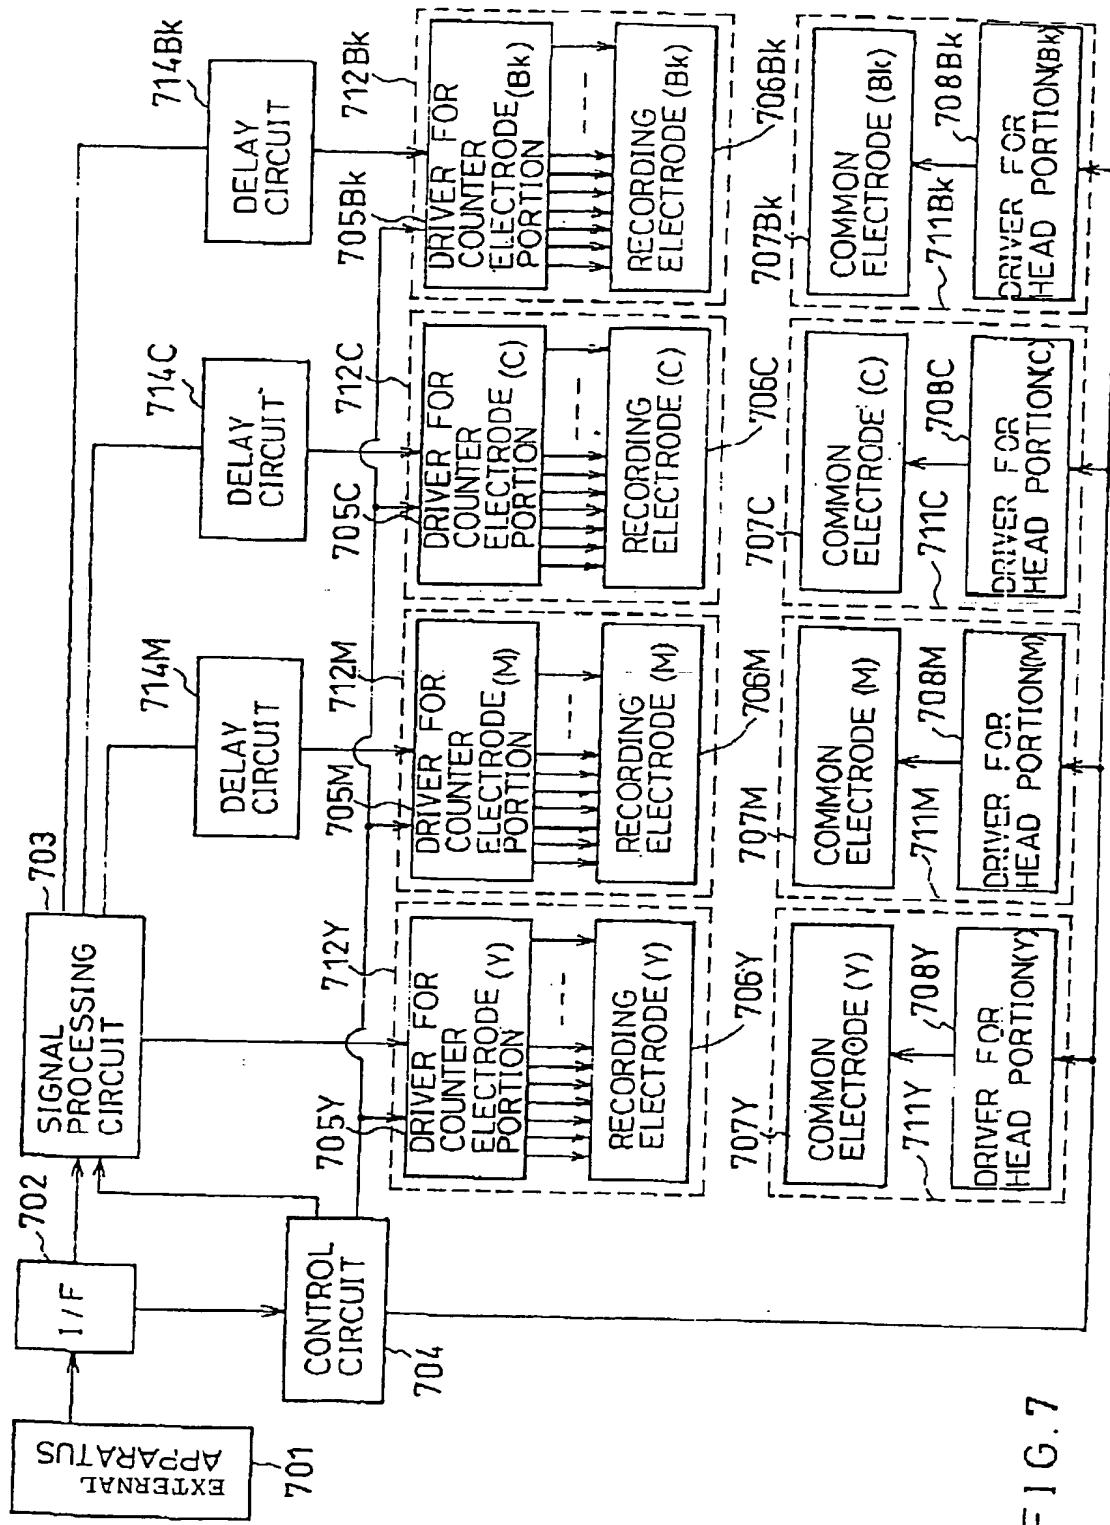 EXTERNAL
APPARATUS
701
I/F
702
SIGNAL
PROCESSING
CIRCUIT
703
CONTROL
CIRCUIT
704
DELAY
CIRCUIT
714M
DELAY
CIRCUIT
714C
DELAY
CIRCUIT
714Bk
705Y
712Y
DRIVER FOR
COUNTER
ELECTRODE (Y)
PORTION
RECORDING
ELECTRODE (Y)
706Y
705M
712M
DRIVER FOR
COUNTER
ELECTRODE (M)
PORTION
RECORDING
ELECTRODE (M)
706M
705C
712C
DRIVER FOR
COUNTER
ELECTRODE (C)
PORTION
RECORDING
ELECTRODE (C)
706C
705Bk
712Bk
DRIVER FOR
COUNTER
ELECTRODE (Bk)
PORTION
RECORDING
ELECTRODE (Bk)
706Bk
707Y
COMMON
ELECTRODE (Y)
711Y
708Y
DRIVER FOR
HEAD PORTION(Y)
707M
COMMON
ELECTRODE (M)
711M
708M
DRIVER FOR
HEAD PORTION(M)
707C
COMMON
ELECTRODE (C)
711C
708C
DRIVER FOR
HEAD PORTION(C)
707Bk
COMMON
ELECTRODE (Bk)
711Bk
708Bk
DRIVER FOR
HEAD PORTION(Bk)
FIG.7